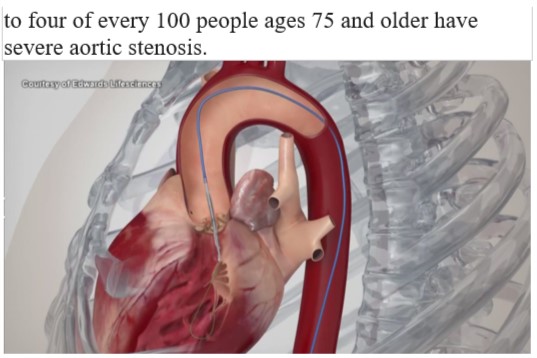 to four of every 100 people ages 75 and older have
severe aortic stenosis.
Courtesy of Edwards Lifesciences